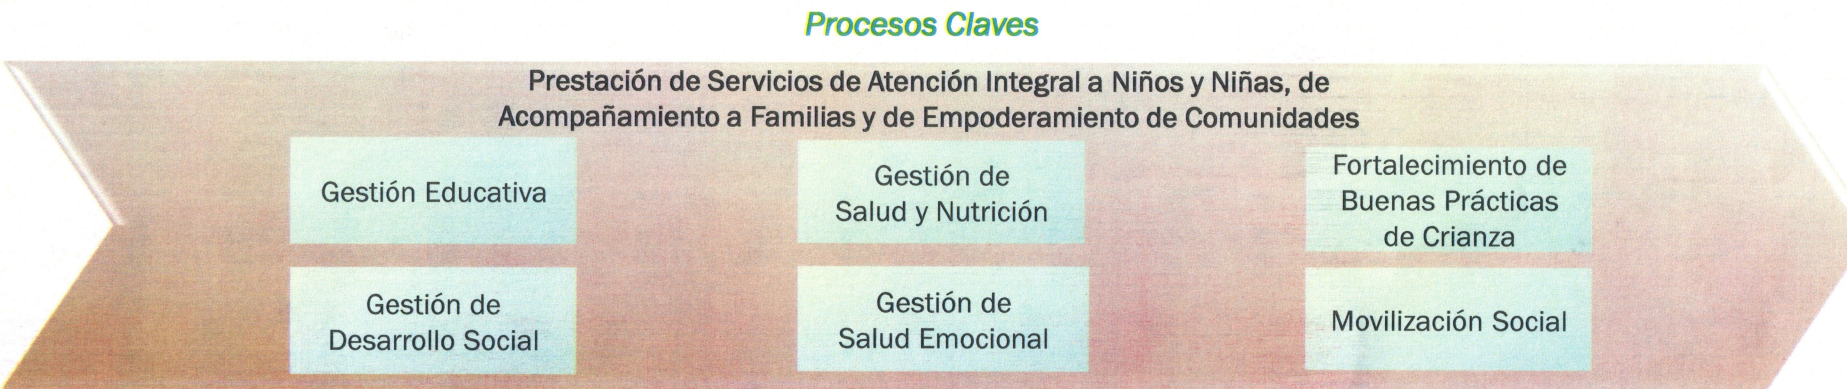 Procesos Claves
Prestación de Servicios de Atención Integral a Niños y Niñas, de
Acompañamiento a Familias y de Empoderamiento de Comunidades
Gestión Educativa
Gestión de
Salud y Nutrición
Fortalecimiento de
Buenas Prácticas
de Crianza
Gestión de
Desarrollo Social
Gestión de
Salud Emocional
Movilización Social